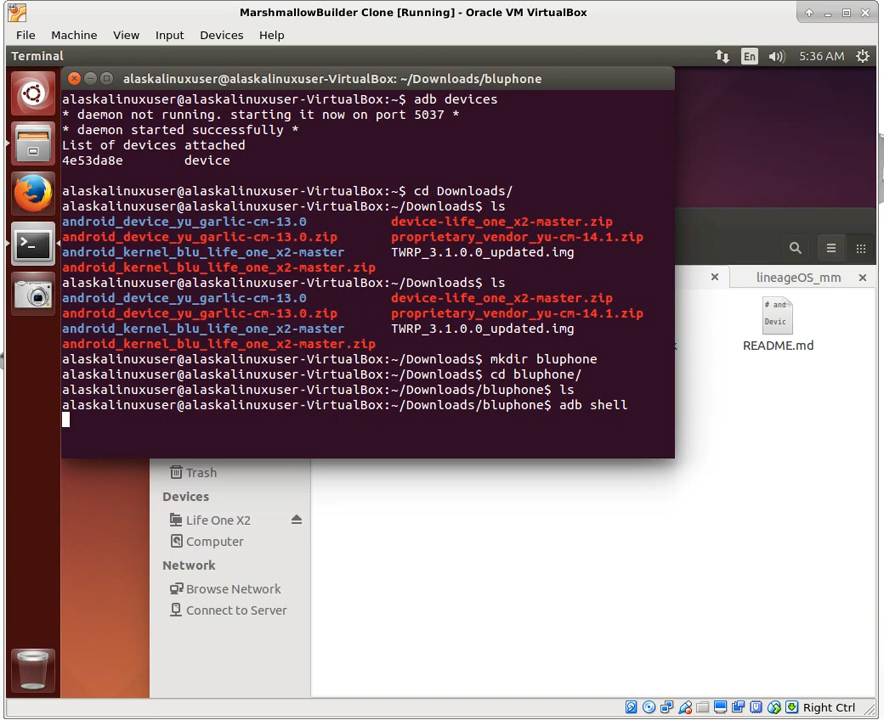 MarshmallowBuilder Clone [Running] - Oracle VM VirtualBox
File Machine View Input Devices Help
Terminal En 5:36 AM
alaskalinuxuser@alaskalinuxuser-VirtualBox: ~/Downloads/bluphone
alaskalinuxuser@alaskalinuxuser-VirtualBox:~$ adb devices
* daemon not running. starting it now on port 5037 *
* daemon started successfully *
List of devices attached
4e53da8e device
alaskalinuxuser@alaskalinuxuser-VirtualBox:~$ cd Downloads/
alaskalinuxuser@alaskalinuxuser-VirtualBox:~/Downloads$ ls
android_device_yu_garlic-cm-13.0 device-life_one_x2-master.zip
android_device_yu_garlic-cm-13.0.zip proprietary_vendor_yu-cm-14.1.zip
android_kernel_blu_life_one_x2-master TWRP_3.1.0.0_updated.img
android_kernel_blu_life_one_x2-master.zip
alaskalinuxuser@alaskalinuxuser-VirtualBox:~/Downloads$ ls
android_device_yu_garlic-cm-13.0 device-life_one_x2-master.zip
android_device_yu_garlic-cm-13.0.zip proprietary_vendor_yu-cm-14.1.zip
android_kernel_blu_life_one_x2-master TWRP_3.1.0.0_updated.img
android_kernel_blu_life_one_x2-master.zip
alaskalinuxuser@alaskalinuxuser-VirtualBox:~/Downloads$ mkdir bluphone
alaskalinuxuser@alaskalinuxuser-VirtualBox:~/Downloads$ cd bluphone/
alaskalinuxuser@alaskalinuxuser-VirtualBox:~/Downloads/bluphone$ ls
alaskalinuxuser@alaskalinuxuser-VirtualBox:~/Downloads/bluphone$ adb shell
lineageOS_mm
# and
Devic
README.md
Trash
Devices
Life One X2
Computer
Network
Browse Network
Connect to Server
Right Ctrl